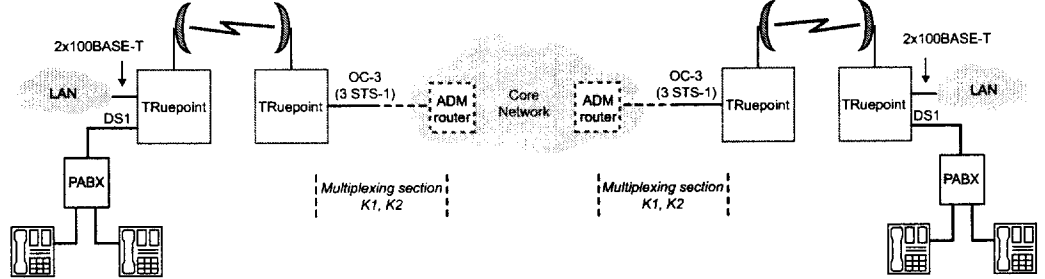 2x100BASE-T
LAN
TRuepoint
DS1
PABX
TRuepoint
OC-3
(3 STS-1)
ADM
router
Core
Network
ADM
router
OC-3
(3 STS-1)
TRuepoint
TRuepoint
2x100BASE-T
LAN
DS1
PABX
Multiplexing section
K1, K2
Multiplexing section
K1, K2